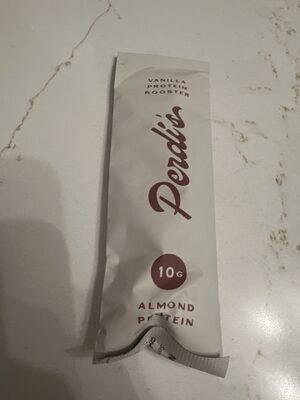 VANILLA
PROTEIN
BOOSTER
Perdi's
10G
ALMOND
PROTEIN